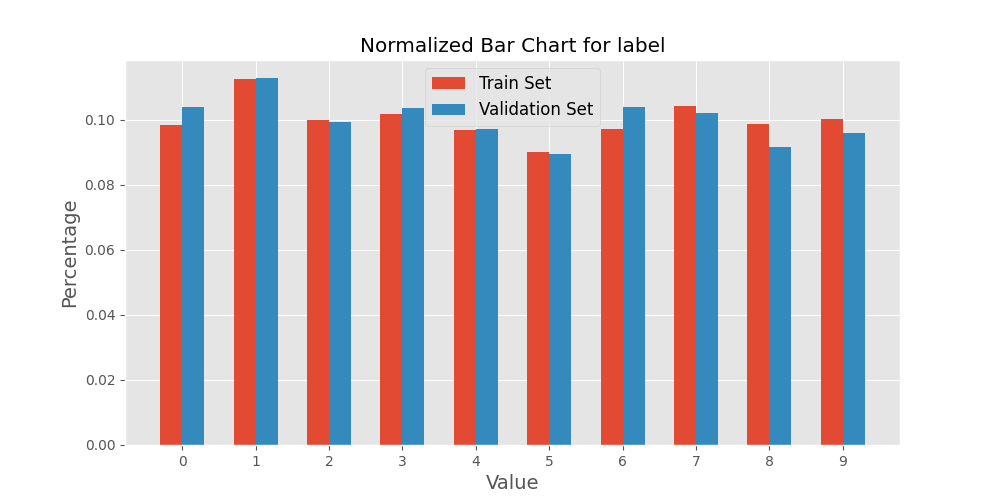 Normalized Bar Chart for label
Train Set
Validation Set
Percentage
0.10
0.08
0.06
0.04
0.02
0.00
0 1 2 3 4 5 6 7 8 9
Value